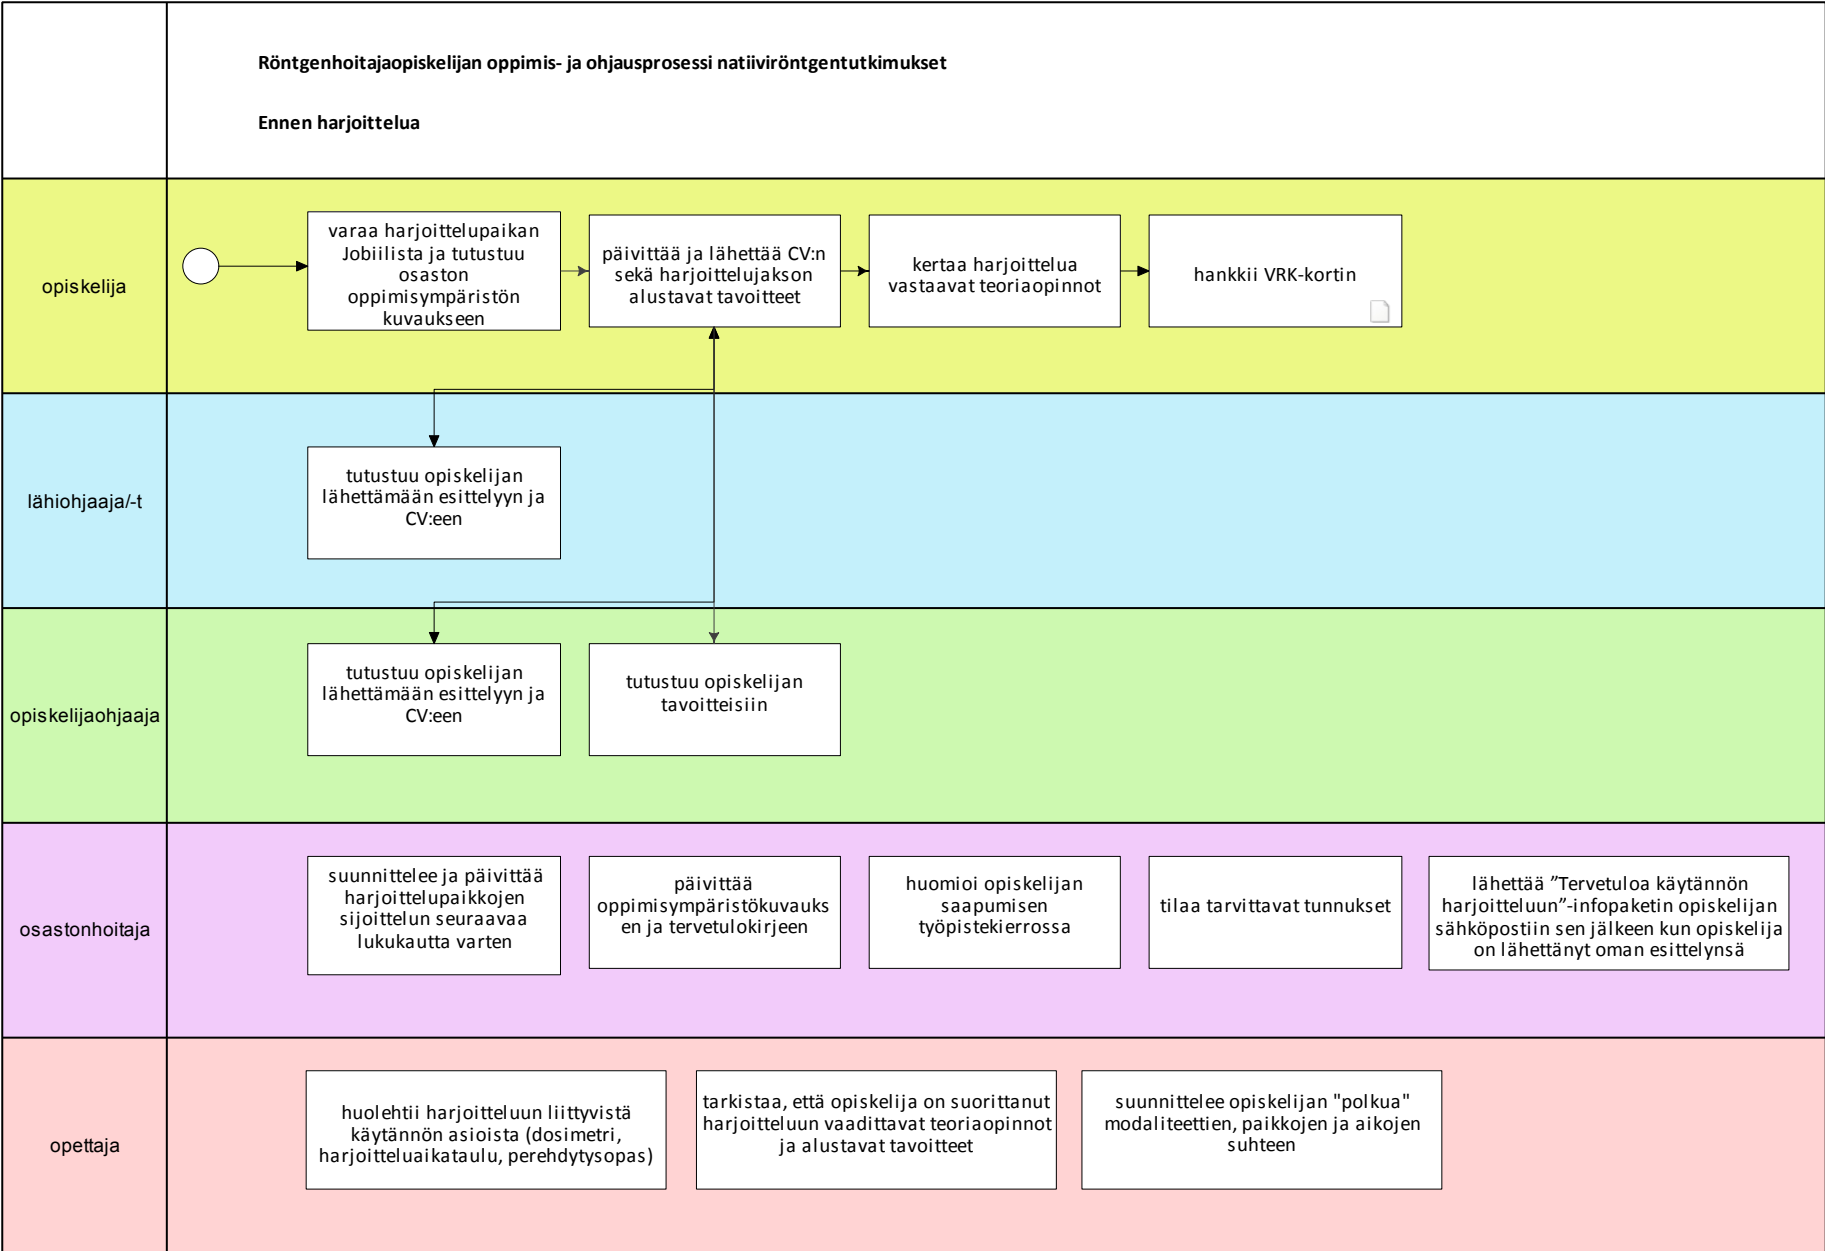 Röntgenhoitajaopiskelijan oppimis- ja ohjausprosessi natiiviröntgentutkimukset
Ennen harjoittelua
opiskelija
varaa harjoittelupaikan
Jobiilista ja tutustuu
osaston
oppimisympäristön
kuvaukseen
päivittää ja lähettää CV:n
sekä harjoittelujakson
alustavat tavoitteet
kertaa harjoittelua
vastaavat teoriaopinnot
hankkii VRK-kortin
lähiohjaaja/-t
tutustuu opiskelijan
lähettämään esittelyyn ja
CV:een
opiskelijaohjaaja
tutustuu opiskelijan
lähettämään esittelyyn ja
CV:een
tutustuu opiskelijan
tavoitteisiin
osastonhoitaja
suunnittelee ja päivittää
harjoittelupaikkojen
sijoittelun seuraavaa
lukukautta varten
päivittää
oppimisympäristökuvauks
en ja tervetulokirjeen
huomioi opiskelijan
saapumisen
työpistekierrossa
tilaa tarvittavat tunnukset
lähettää ”Tervetuloa käytännön
harjoitteluun”-infopaketin opiskelijan
sähköpostiin sen jälkeen kun opiskelija
on lähettänyt oman esittelynsä
opettaja
huolehtii harjoitteluun liittyvistä
käytännön asioista (dosimetri,
harjoitteluaikataulu, perehdytysopas)
tarkistaa, että opiskelija on suorittanut
harjoitteluun vaadittavat teoriaopinnot
ja alustavat tavoitteet
suunnittelee opiskelijan "polkua"
modaliteettien, paikkojen ja aikojen
suhteen